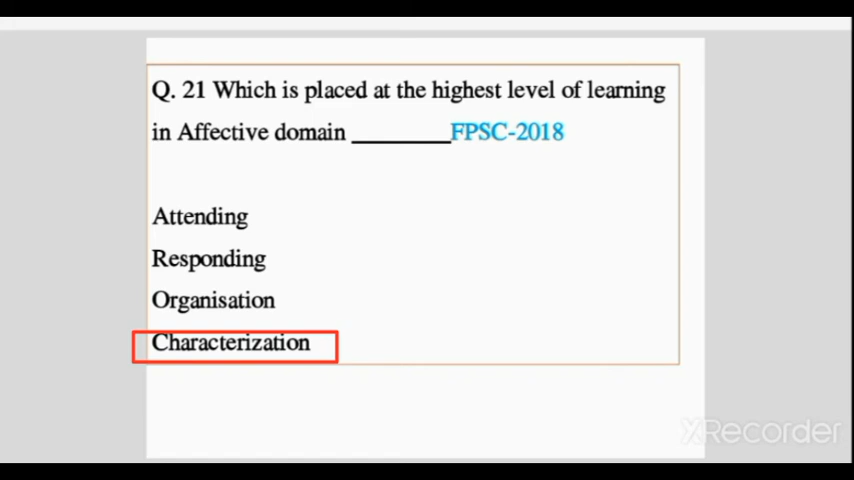 Q. 21 Which is placed at the highest level of learning
in Affective domain ________FPSC-2018
Attending
Responding
Organisation
Characterization
XRecorder